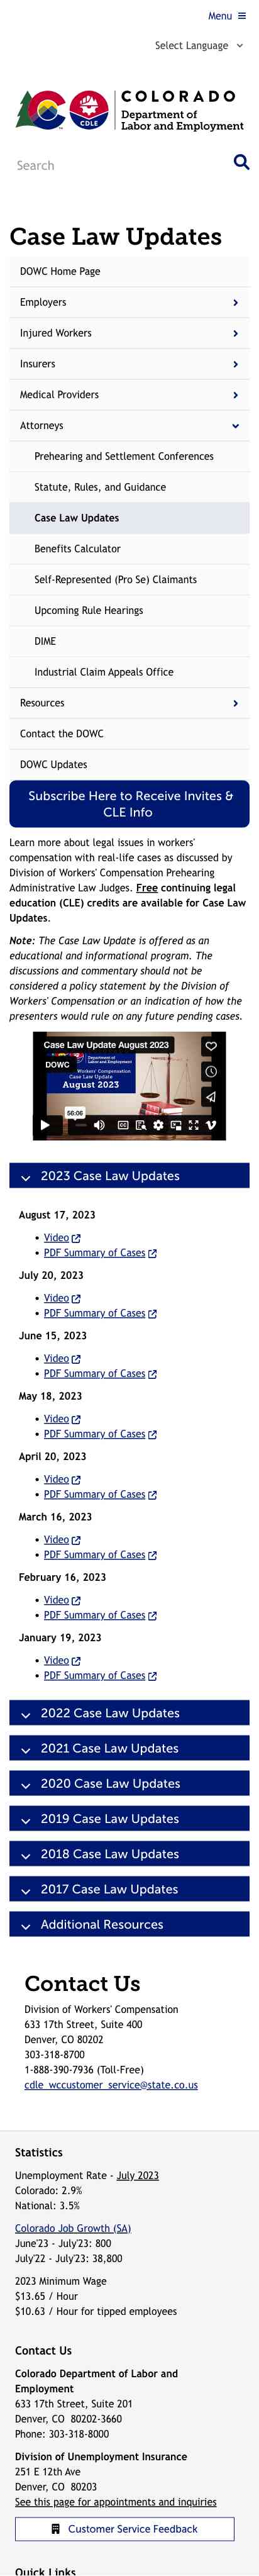 Menu
Select Language
CDLE
COLORADO
Department of
Labor and Employment
Search
Case Law Updates
DOWC Home Page
Employers
Injured Workers
Insurers
Medical Providers
Attorneys
Prehearing and Settlement Conferences
Statute, Rules, and Guidance
Case Law Updates
Benefits Calculator
Self-Represented (Pro Se) Claimants
Upcoming Rule Hearings
DIME
Industrial Claim Appeals Office
Resources
Contact the DOWC
DOWC Updates
Subscribe Here to Receive Invites &
CLE Info
Learn more about legal issues in workers'
compensation with real-life cases as discussed by
Division of Workers' Compensation Prehearing
Administrative Law Judges. Free continuing legal
education (CLE) credits are available for Case Law
Updates.
Note: The Case Law Update is offered as an
educational and informational program. The
discussions and commentary should not be
considered a policy statement by the Division of
Workers' Compensation or an indication of how the
presenters would rule on any future pending cases.
Case Law Update August 2023
DOWC
Workers' Compensation
Case Law Update
August 2023
56:06
2023 Case Law Updates
August 17, 2023
• Video
• PDF Summary of Cases
July 20, 2023
• Video
• PDF Summary of Cases
June 15, 2023
• Video
• PDF Summary of Cases
May 18, 2023
• Video
• PDF Summary of Cases
April 20, 2023
• Video
• PDF Summary of Cases
March 16, 2023
• Video
• PDF Summary of Cases
February 16, 2023
• Video
• PDF Summary of Cases
January 19, 2023
• Video
• PDF Summary of Cases
2022 Case Law Updates
2021 Case Law Updates
2020 Case Law Updates
2019 Case Law Updates
2018 Case Law Updates
2017 Case Law Updates
Additional Resources
Contact Us
Division of Workers' Compensation
633 17th Street, Suite 400
Denver, CO 80202
303-318-8700
1-888-390-7936 (Toll-Free)
cdle_wccustomer_service@state.co.us
Statistics
Unemployment Rate - July 2023
Colorado: 2.9%
National: 3.5%
Colorado Job Growth (SA)
June'23 - July'23: 800
July'22 - July'23: 38,800
2023 Minimum Wage
$13.65 / Hour
$10.63 / Hour for tipped employees
Contact Us
Colorado Department of Labor and
Employment
633 17th Street, Suite 201
Denver, CO 80202-3660
Phone: 303-318-8000
Division of Unemployment Insurance
251 E 12th Ave
Denver, CO 80203
See this page for appointments and inquiries
Customer Service Feedback
Quick Links